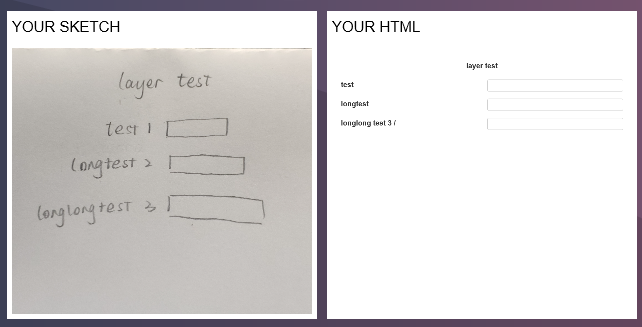 YOUR SKETCH
layer test
test 1
longtest 2
longlongtest 3
YOUR HTML
layer test
test
longtest
longlong test 3 /